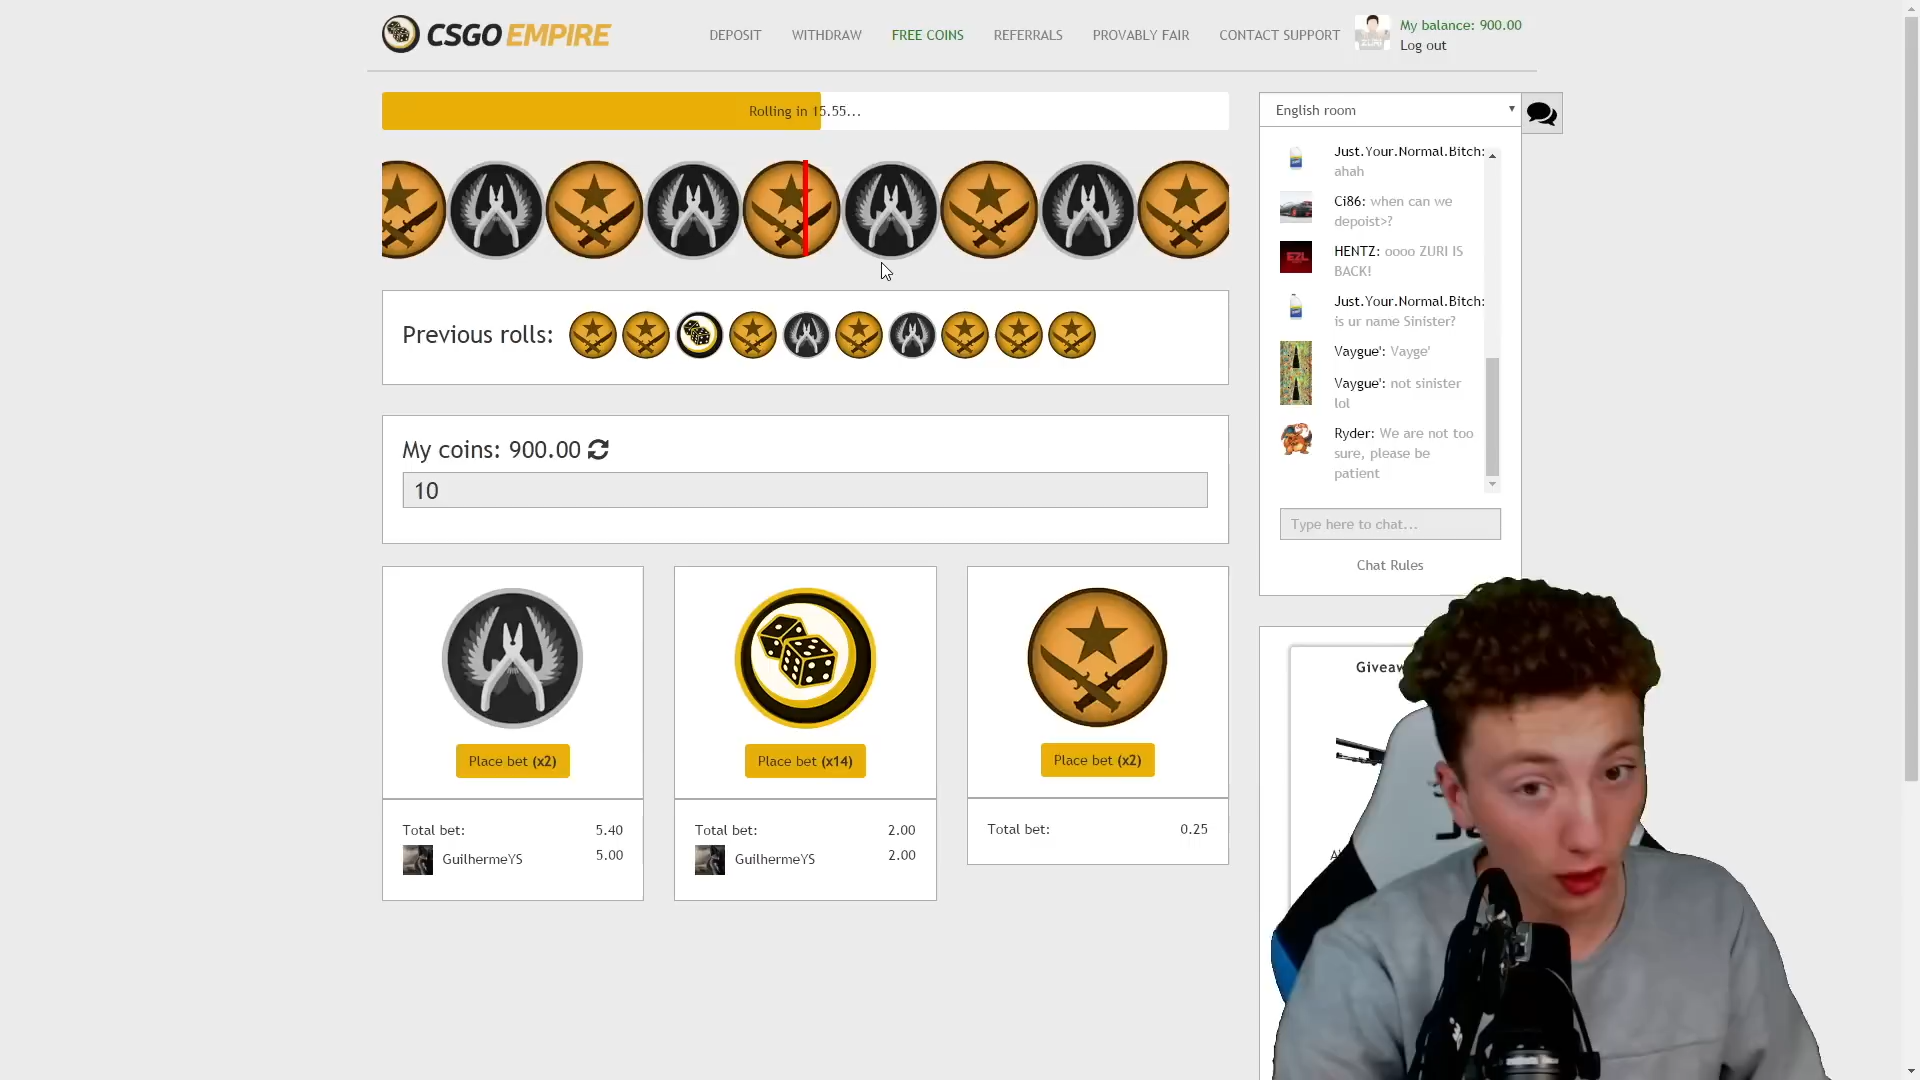 CSGO EMPIRE
DEPOSIT
WITHDRAW
FREE COINS
REFERRALS
PROVABLY FAIR
CONTACT SUPPORT
My balance: 900.00
Log out
Rolling in 15.55...
English room
Just.Your.Normal.Bitch:
ahah
Ci86: when can we
depoist>?
HENTZ: oooo ZURI IS
BACK!
Just.Your.Normal.Bitch:
is ur name Sinister?
Vaygue': Vayge'
Vaygue': not sinister
lol
Ryder: We are not too
sure, please be
patient
Type here to chat...
Chat Rules
Previous rolls:
My coins: 900.00
10
Place bet (x2)
Place bet (x14)
Place bet (x2)
Total bet: 5.40
GuilhermeYS 5.00
Total bet: 2.00
GuilhermeYS 2.00
Total bet: 0.25